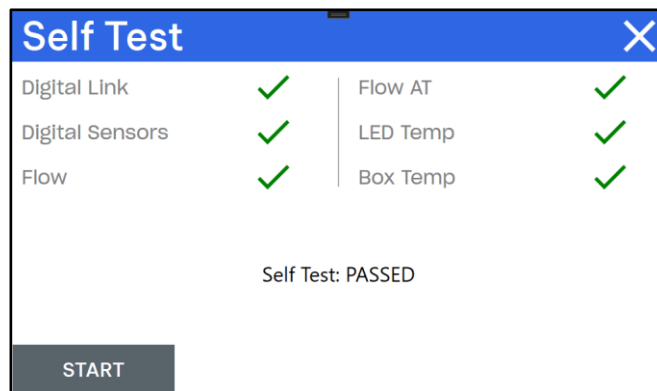 Self Test
Digital Link
Flow AT
Digital Sensors
LED Temp
Flow
Box Temp
Self Test: PASSED
START